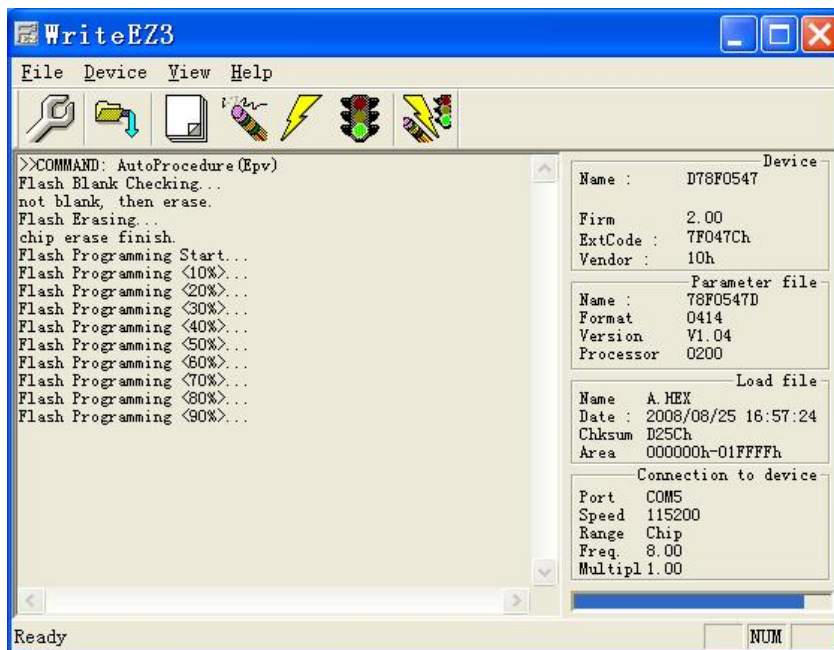 WriteEZ3
File Device View Help
>>COMMAND: AutoProcedure(Epv)
Flash Blank Checking...
not blank, then erase.
Flash Erasing...
chip erase finish.
Flash Programming Start...
Flash Programming <10%>...
Flash Programming <20%>...
Flash Programming <30%>...
Flash Programming <40%>...
Flash Programming <50%>...
Flash Programming <60%>...
Flash Programming <70%>...
Flash Programming <80%>...
Flash Programming <90%>...
Device
Name : D78F0547
Firm 2.00
ExtCode : 7F047Ch
Vendor : 10h
Parameter file
Name : 78F0547D
Format 0414
Version V1.04
Processor 0200
Load file
Name A.HEX
Date : 2008/08/25 16:57:24
Chksum D25Ch
Area 000000h-01FFFFh
Connection to device
Port COM5
Speed 115200
Range Chip
Freq. 8.00
Multipl 1.00
Ready
NUM